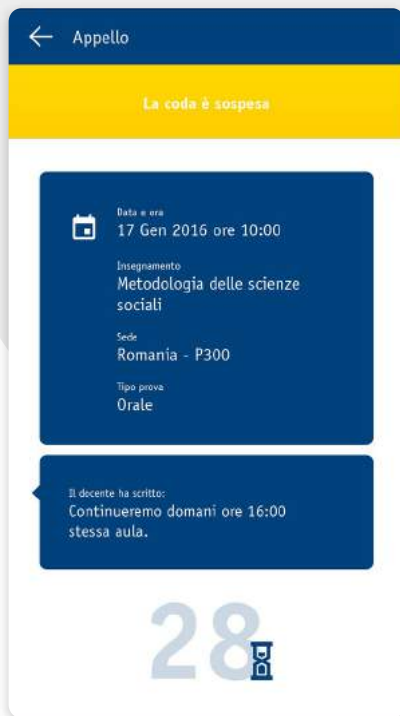 Appello
La coda è sospesa
Data e ora
17 Gen 2016 ore 10:00
Insegnamento
Metodologia delle scienze
sociali
Sede
Romania - P300
Tipo prova
Orale
Il docente ha scritto:
Continueremo domani ore 16:00
stessa aula.
28